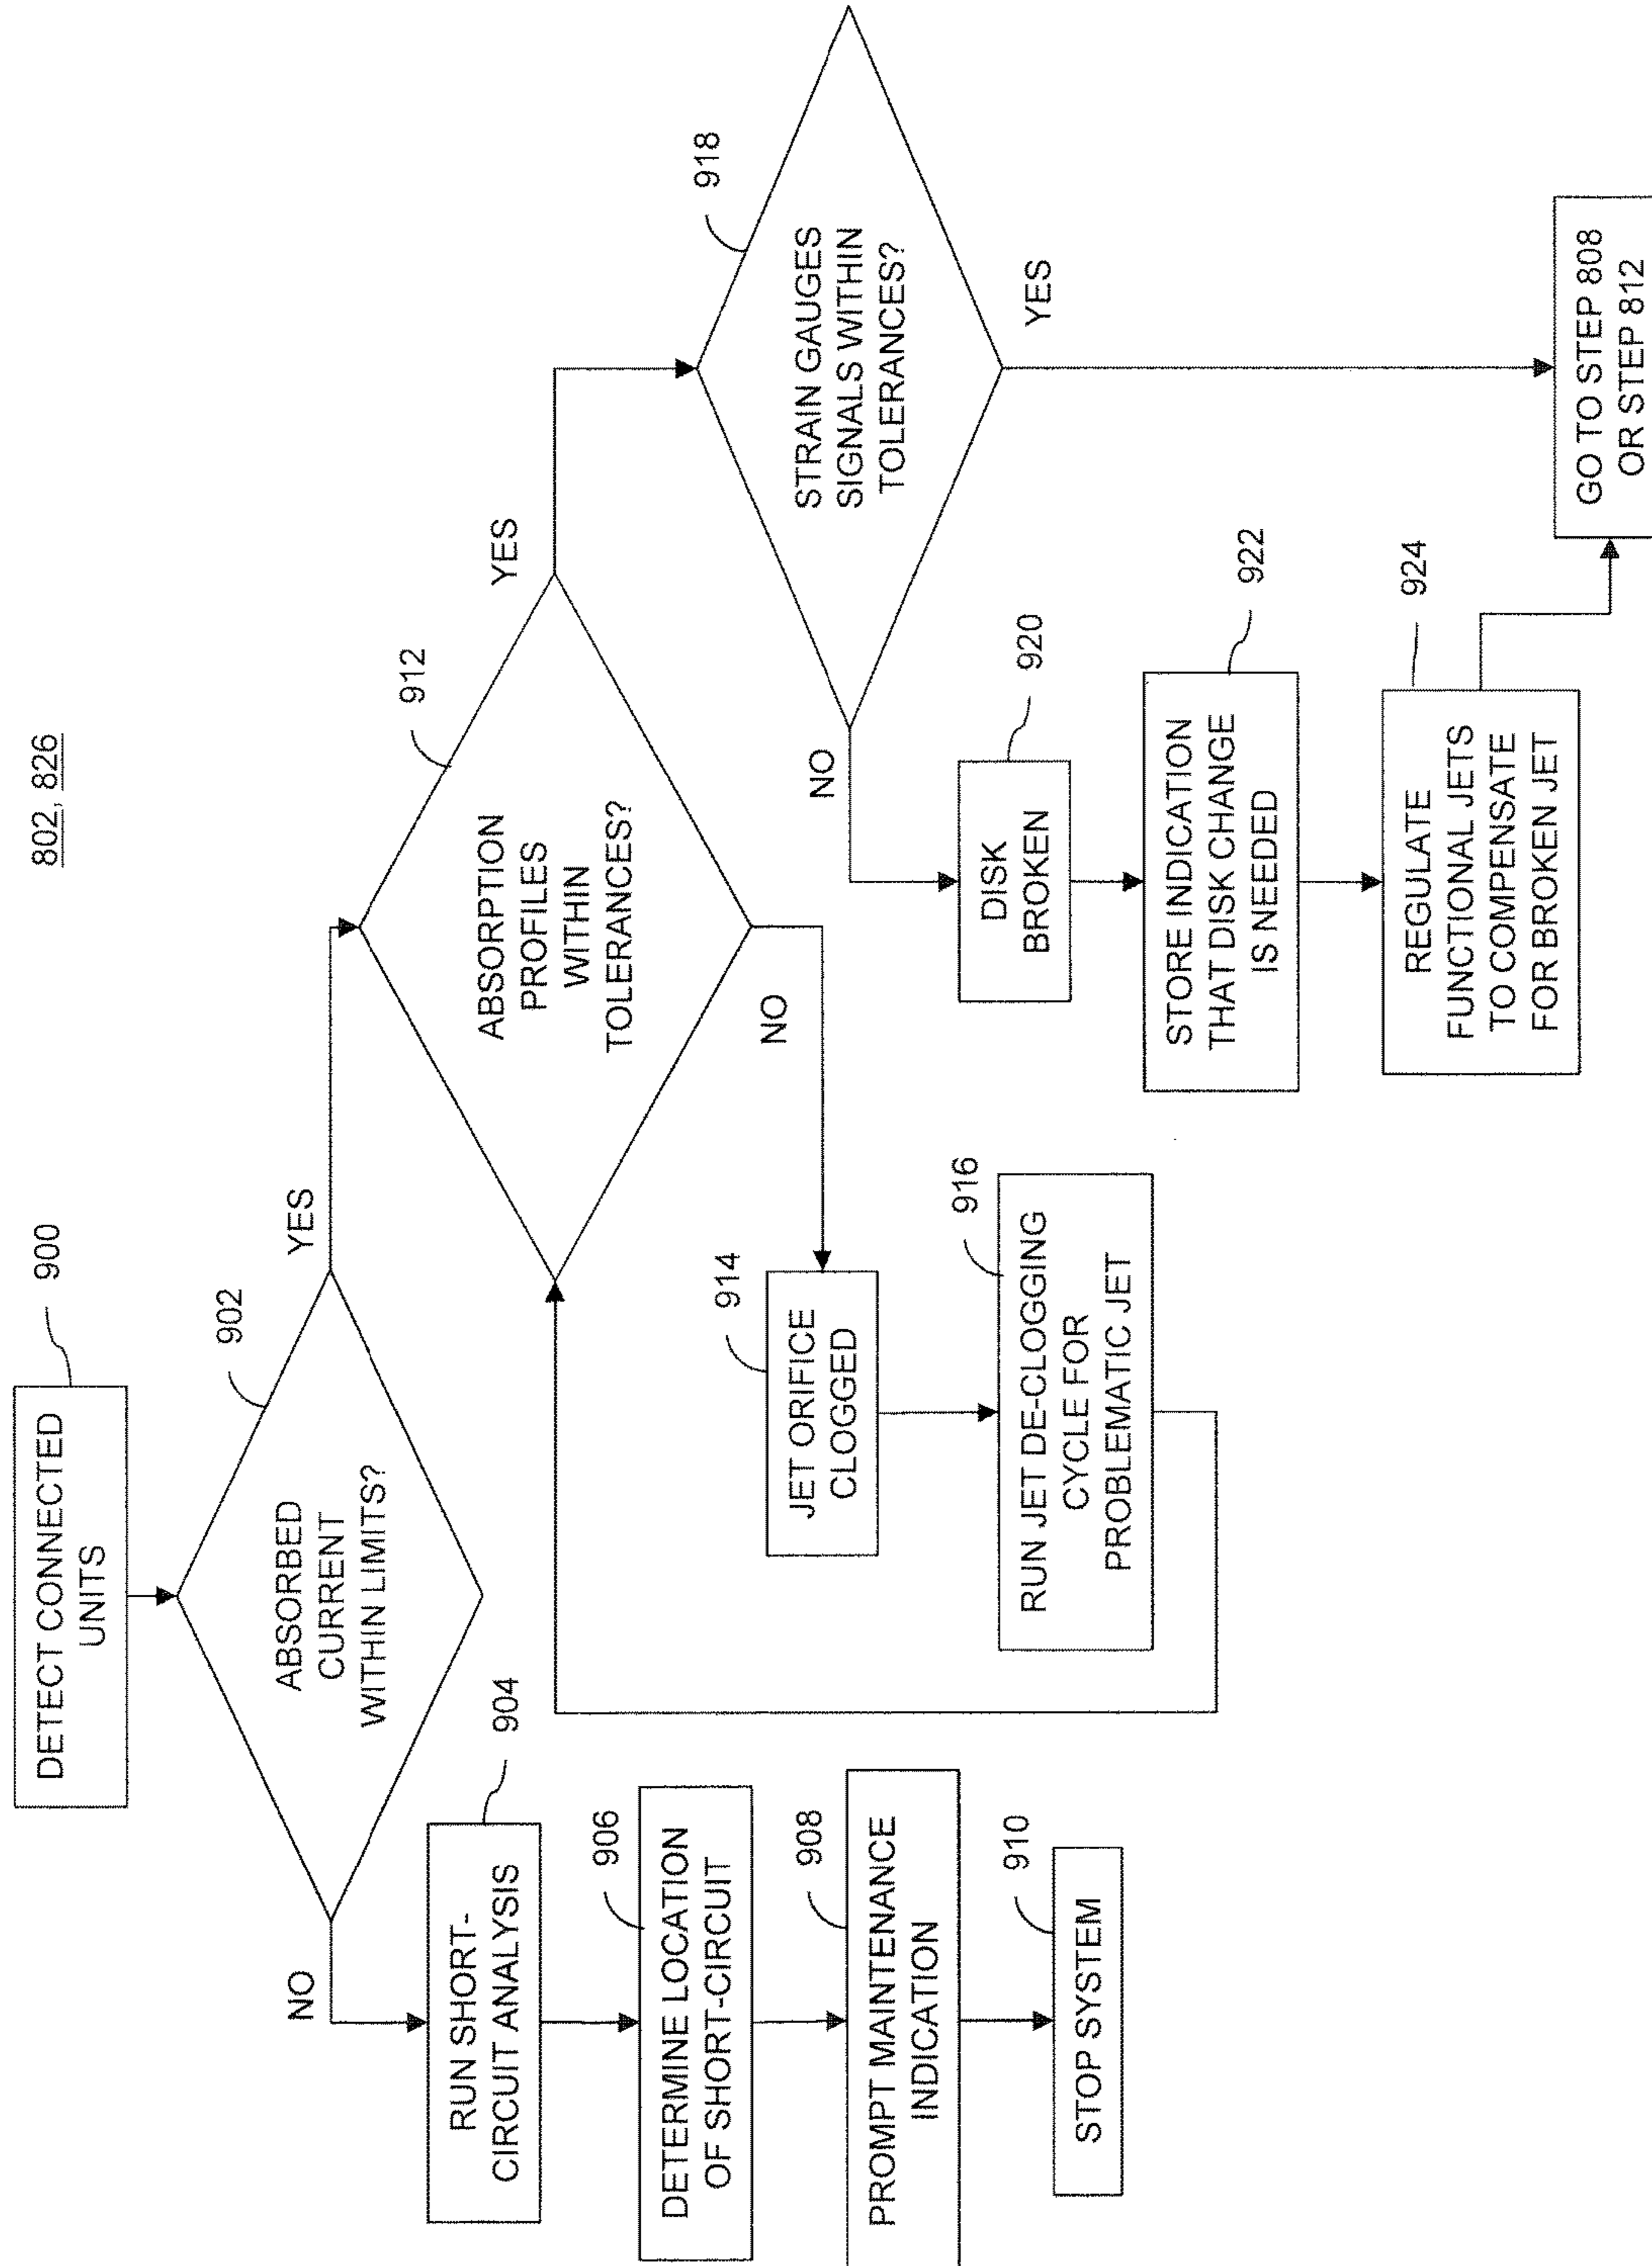 802, 826
DETECT CONNECTED
UNITS
900
ABSORBED
CURRENT
WITHIN LIMITS?
902
NO
YES
RUN SHORT-
CIRCUIT ANALYSIS
904
DETERMINE LOCATION
OF SHORT-CIRCUIT
906
PROMPT MAINTENANCE
INDICATION
908
STOP SYSTEM
910
ABSORPTION
PROFILES
WITHIN
TOLERANCES?
912
NO
YES
JET ORIFICE
CLOGGED
914
RUN JET DE-CLOGGING
CYCLE FOR
PROBLEMATIC JET
916
STRAIN GAUGES
SIGNALS WITHIN
TOLERANCES?
918
NO
YES
DISK
BROKEN
920
STORE INDICATION
THAT DISK CHANGE
IS NEEDED
922
REGULATE
FUNCTIONAL JETS
TO COMPENSATE
FOR BROKEN JET
924
GO TO STEP 808
OR STEP 812